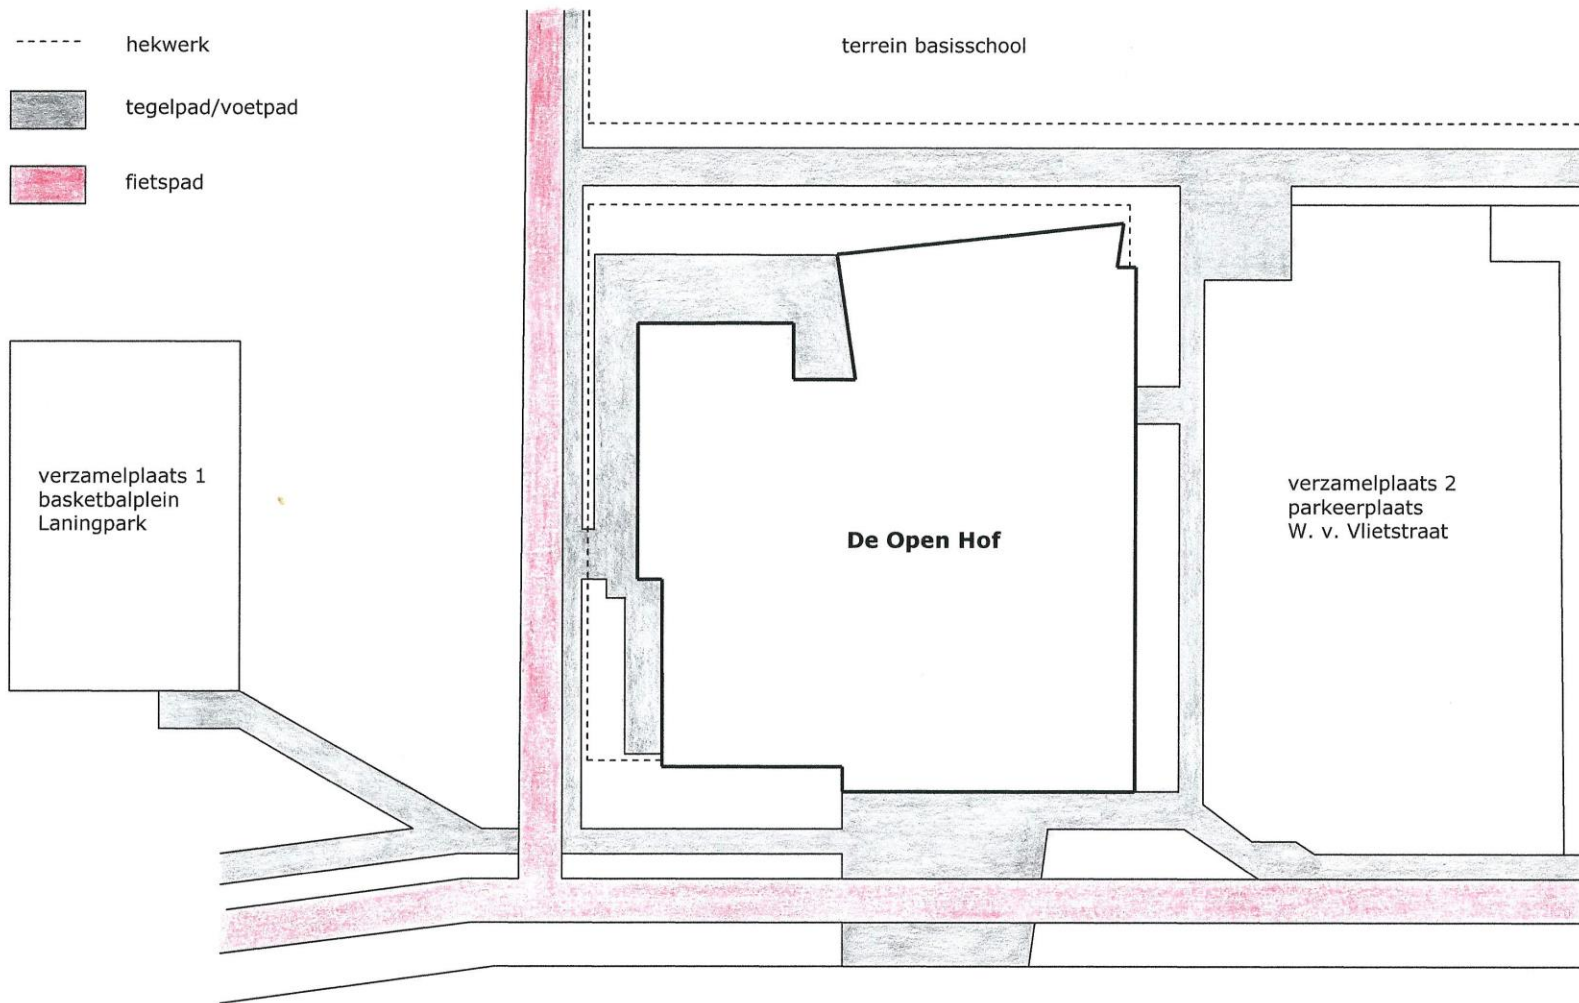 hekwerk
tegelpad/voetpad
fietspad
terrein basisschool
verzamelplaats 1
basketbalplein
Laningpark
De Open Hof
verzamelplaats 2
parkeerplaats
W. v. Vlietstraat